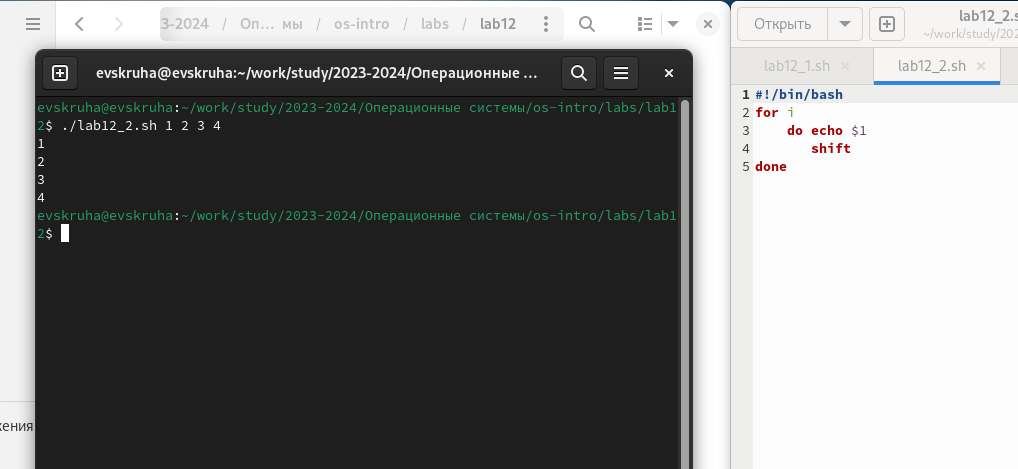 3-2024 / Оп… мы / os-intro / labs / lab12
evskruha@evskruha:~/work/study/2023-2024/Операционные …
evskruha@evskruha:~/work/study/2023-2024/Операционные системы/os-intro/labs/lab1
2$ ./lab12_2.sh 1 2 3 4
1
2
3
4
evskruha@evskruha:~/work/study/2023-2024/Операционные системы/os-intro/labs/lab1
2$
жения
Открыть
lab12_2.s
~/work/study/202
lab12_1.sh
lab12_2.sh
1 #!/bin/bash
2 for i
3     do echo $1
4        shift
5 done